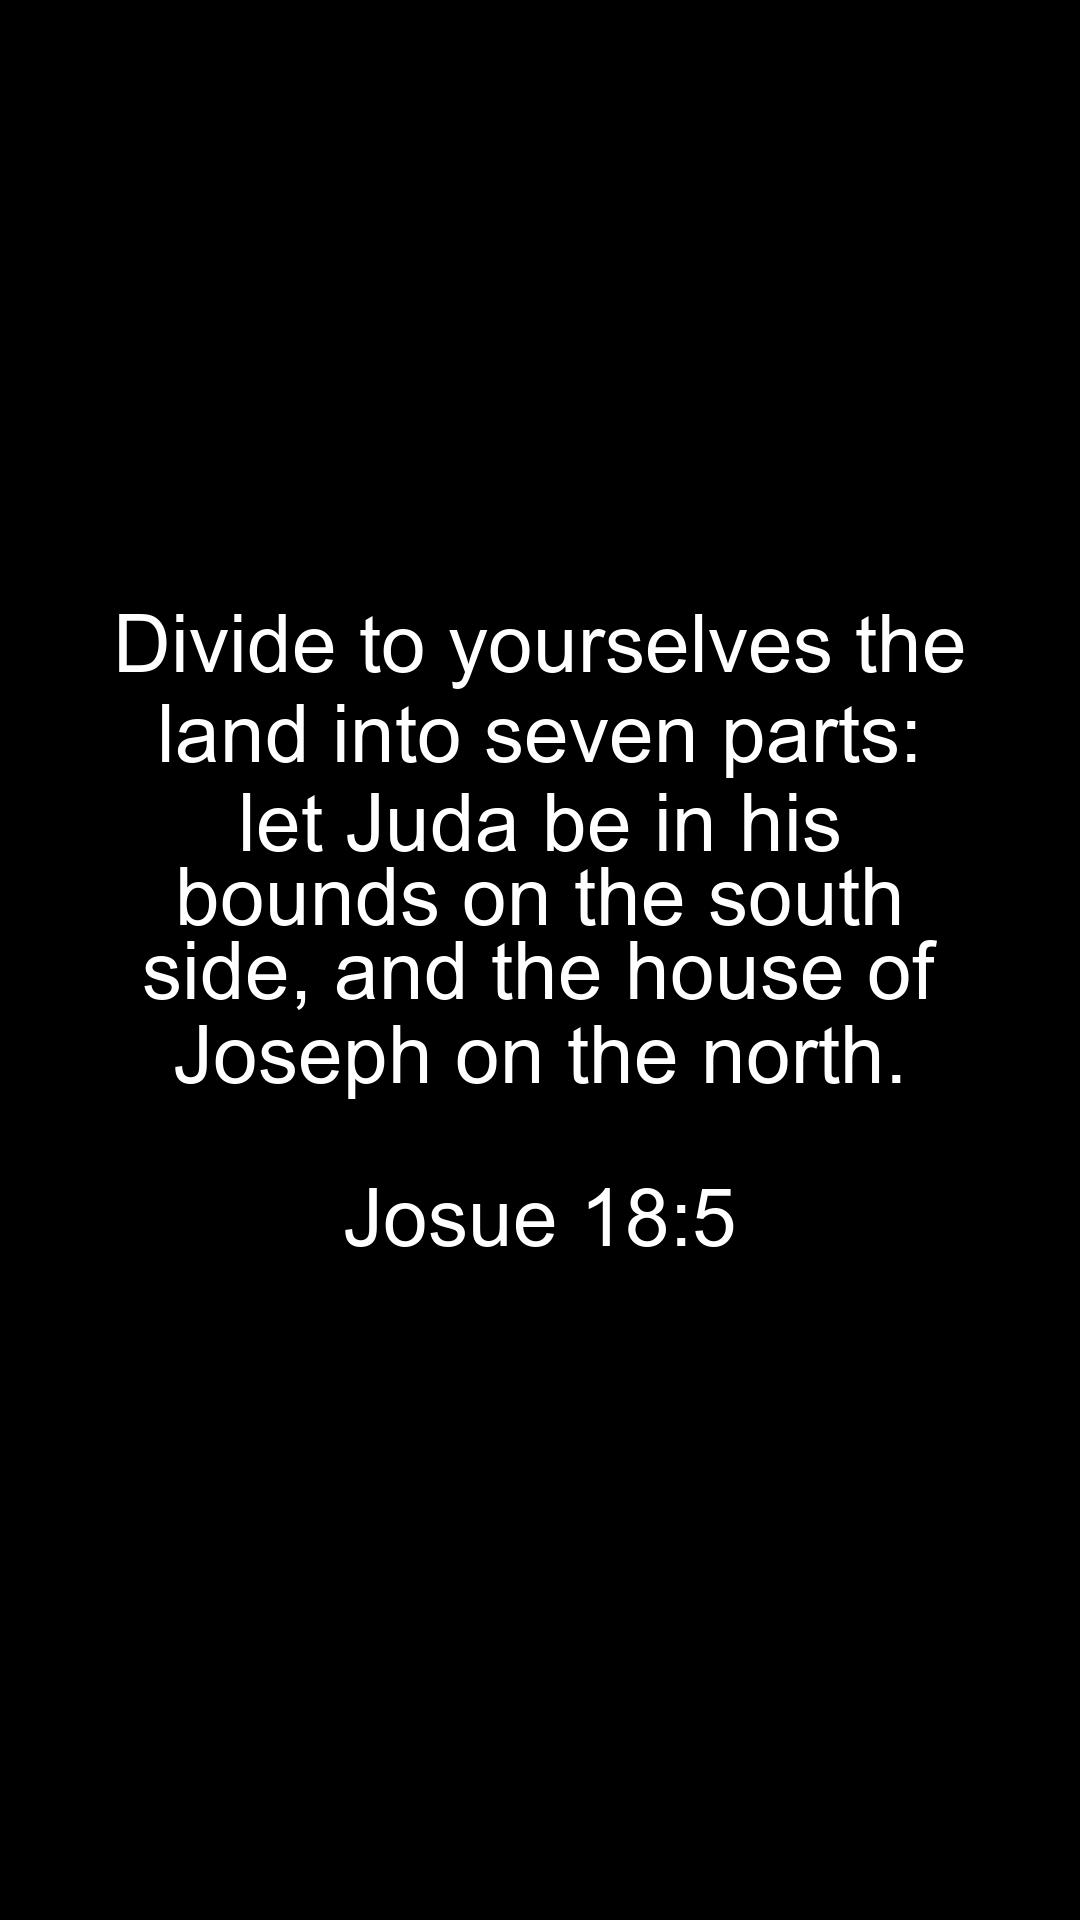 Divide to yourselves the
land into seven parts:
let Juda be in his
bounds on the south
side, and the house of
Joseph on the north.
Josue 18:5